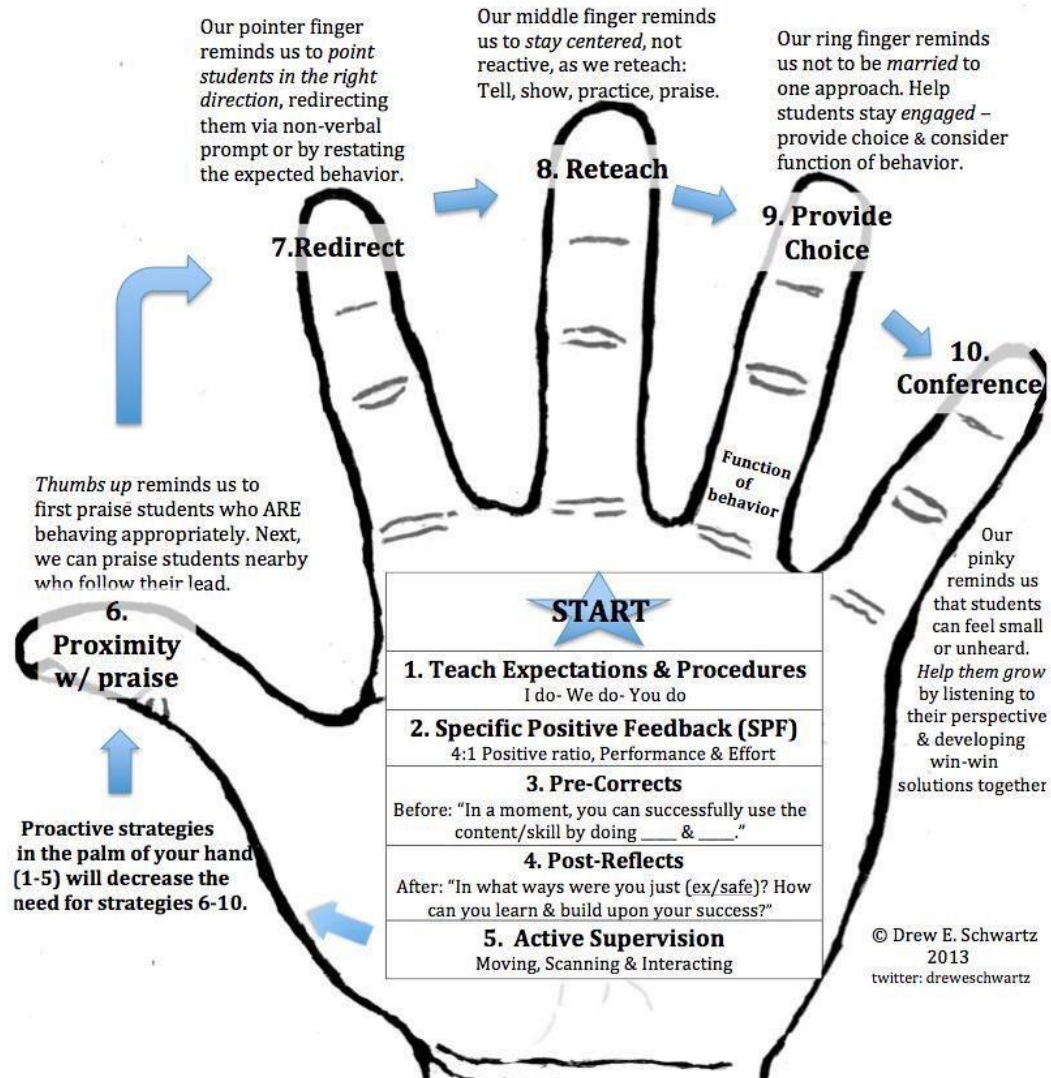 Our pointer finger
reminds us to point
students in the right
direction, redirecting
them via non-verbal
prompt or by restating
the expected behavior.
Our middle finger reminds
us to stay centered, not
reactive, as we reteach:
Tell, show, practice, praise.
Our ring finger reminds
us not to be married to
one approach. Help
students stay engaged –
provide choice & consider
function of behavior.
7.Redirect
8. Reteach
9. Provide
Choice
10.
Conference
Function
of
behavior
Thumbs up reminds us to
first praise students who ARE
behaving appropriately. Next,
we can praise students nearby
who follow their lead.
6.
Proximity
w/ praise
Our
pinky
reminds us
that students
can feel small
or unheard.
Help them grow
by listening to
their perspective
& developing
win-win
solutions together
START
1. Teach Expectations & Procedures
I do- We do- You do
2. Specific Positive Feedback (SPF)
4:1 Positive ratio, Performance & Effort
3. Pre-Corrects
Before: “In a moment, you can successfully use the
content/skill by doing ____ & ____.”
4. Post-Reflects
After: “In what ways were you just (ex/safe)? How
can you learn & build upon your success?”
5. Active Supervision
Moving, Scanning & Interacting
Proactive strategies
in the palm of your hand
(1-5) will decrease the
need for strategies 6-10.
© Drew E. Schwartz
2013
twitter: dreweschwartz